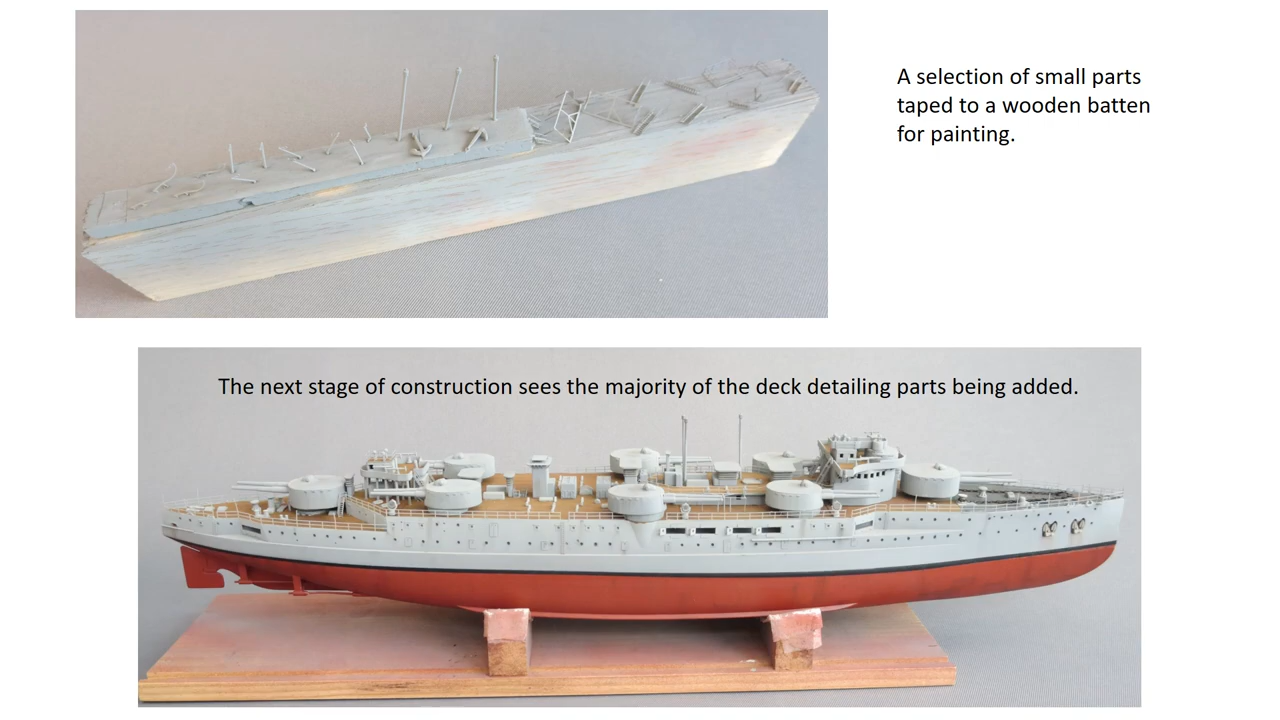 A selection of small parts
taped to a wooden batten
for painting.
The next stage of construction sees the majority of the deck detailing parts being added.